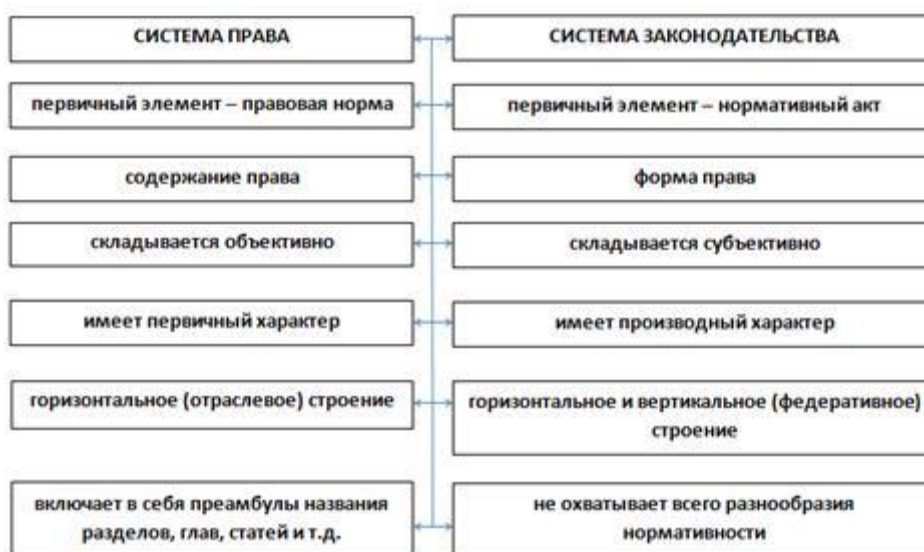 СИСТЕМА ПРАВА
СИСТЕМА ЗАКОНОДАТЕЛЬСТВА
первичный элемент – правовая норма
первичный элемент – нормативный акт
содержание права
форма права
складывается объективно
складывается субъективно
имеет первичный характер
имеет производный характер
горизонтальное (отраслевое) строение
горизонтальное и вертикальное (федеративное)
строение
включает в себя преамбулы названия
разделов, глав, статей и т.д.
не охватывает всего разнообразия
нормативности